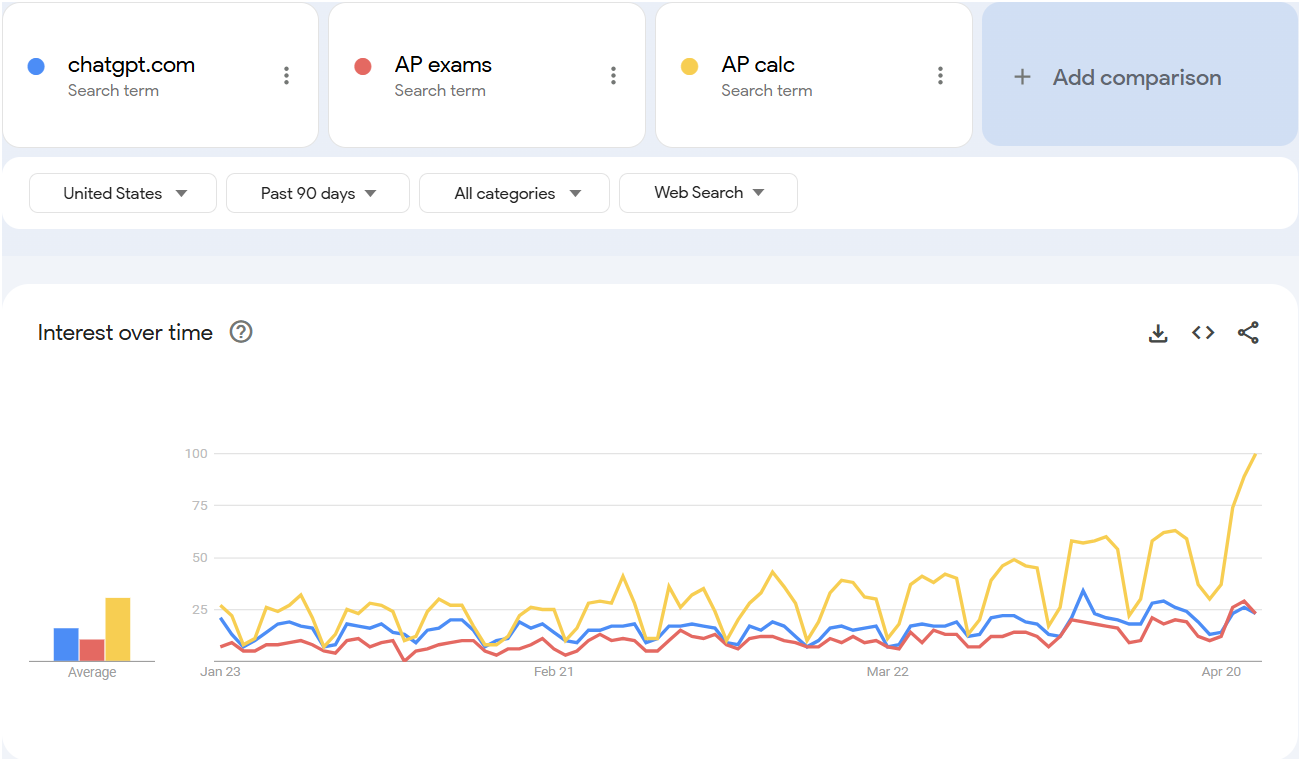 chatgpt.com
Search term
AP exams
Search term
AP calc
Search term
+ Add comparison
United States
Past 90 days
All categories
Web Search
Interest over time ?
100
75
50
25
Average
Jan 23
Feb 21
Mar 22
Apr 20